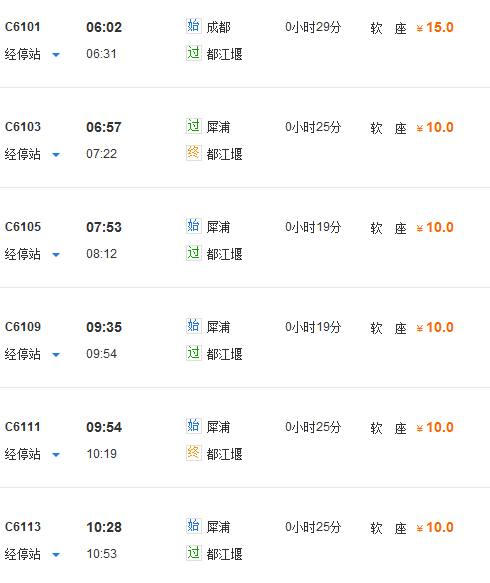 C6101 06:02 始 成都 0小时29分 软 座 ¥ 15.0
经停站 06:31 过 都江堰
C6103 06:57 过 犀浦 0小时25分 软 座 ¥ 10.0
经停站 07:22 终 都江堰
C6105 07:53 始 犀浦 0小时19分 软 座 ¥ 10.0
经停站 08:12 过 都江堰
C6109 09:35 始 犀浦 0小时19分 软 座 ¥ 10.0
经停站 09:54 过 都江堰
C6111 09:54 始 犀浦 0小时25分 软 座 ¥ 10.0
经停站 10:19 终 都江堰
C6113 10:28 始 犀浦 0小时25分 软 座 ¥ 10.0
经停站 10:53 过 都江堰